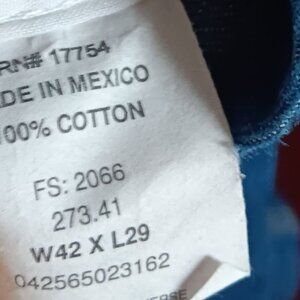 RN# 17754
DE IN MEXICO
100% COTTON
FS: 2066
273.41
W42 X L29
042565023162